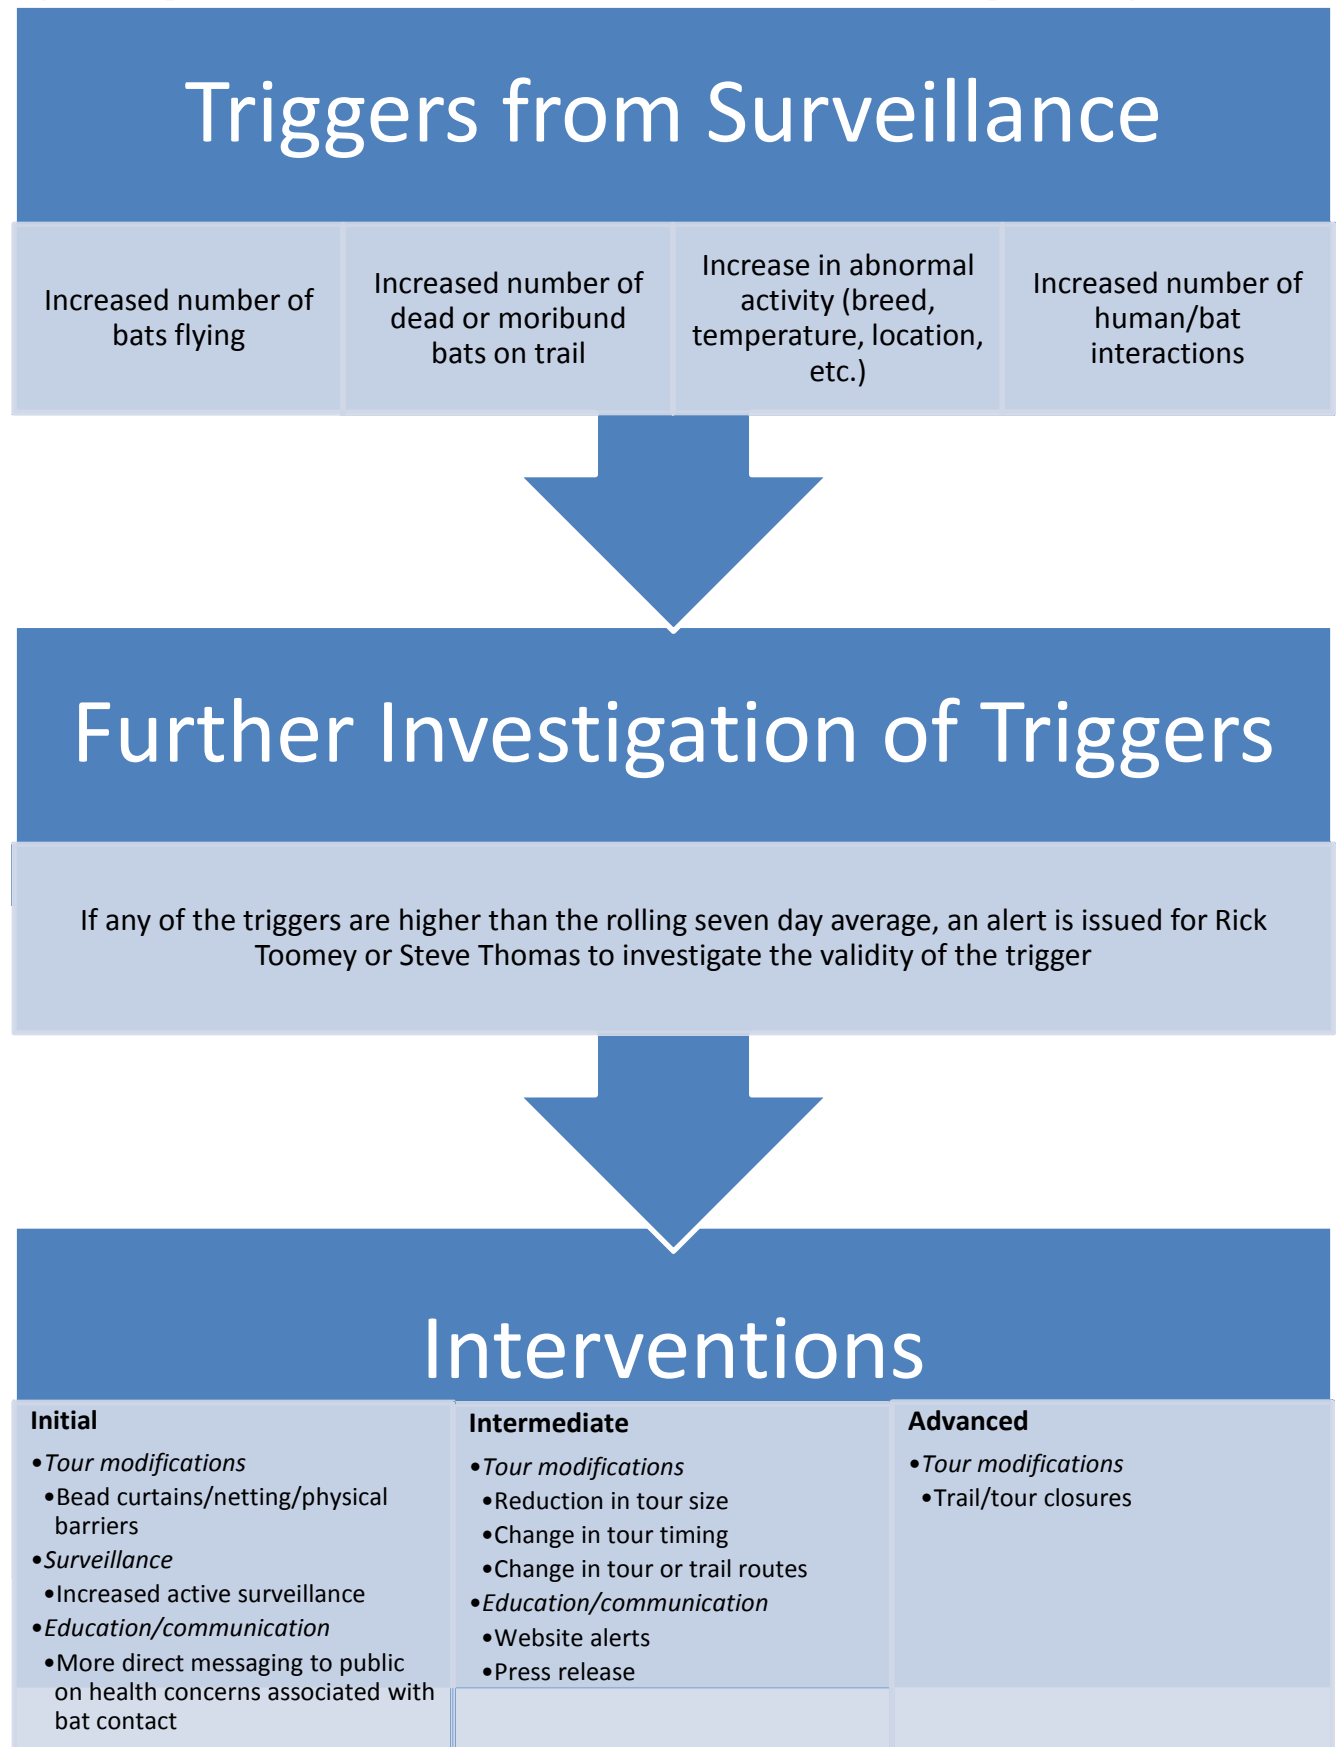 Triggers from Surveillance
Increased number of
bats flying
Increased number of
dead or moribund
bats on trail
Increase in abnormal
activity (breed,
temperature, location,
etc.)
Increased number of
human/bat
interactions
Further Investigation of Triggers
If any of the triggers are higher than the rolling seven day average, an alert is issued for Rick
Toomey or Steve Thomas to investigate the validity of the trigger
Interventions
Initial
•Tour modifications
•Bead curtains/netting/physical
barriers
•Surveillance
•Increased active surveillance
•Education/communication
•More direct messaging to public
on health concerns associated with
bat contact
Intermediate
•Tour modifications
•Reduction in tour size
•Change in tour timing
•Change in tour or trail routes
•Education/communication
•Website alerts
•Press release
Advanced
•Tour modifications
•Trail/tour closures